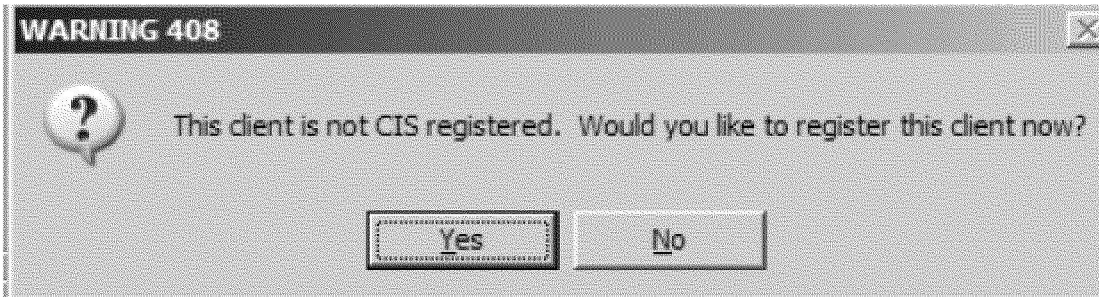 WARNING 408
?
This client is not CIS registered. Would you like to register this client now?
Yes No